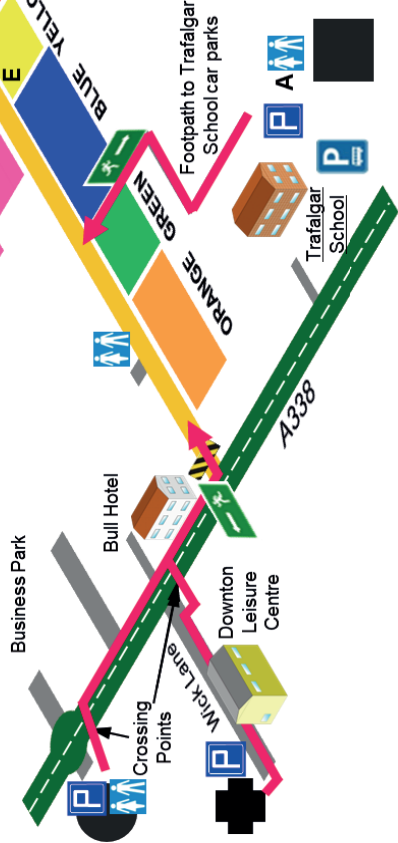 E
YELLO
BLUE
GREEN
ORANGE
Footpath to Trafalgar
School car parks
A
P
P
Trafalgar
School
A338
Bull Hotel
Business Park
Crossing
Points
Wick Lane
Downton
Leisure
Centre
P
P